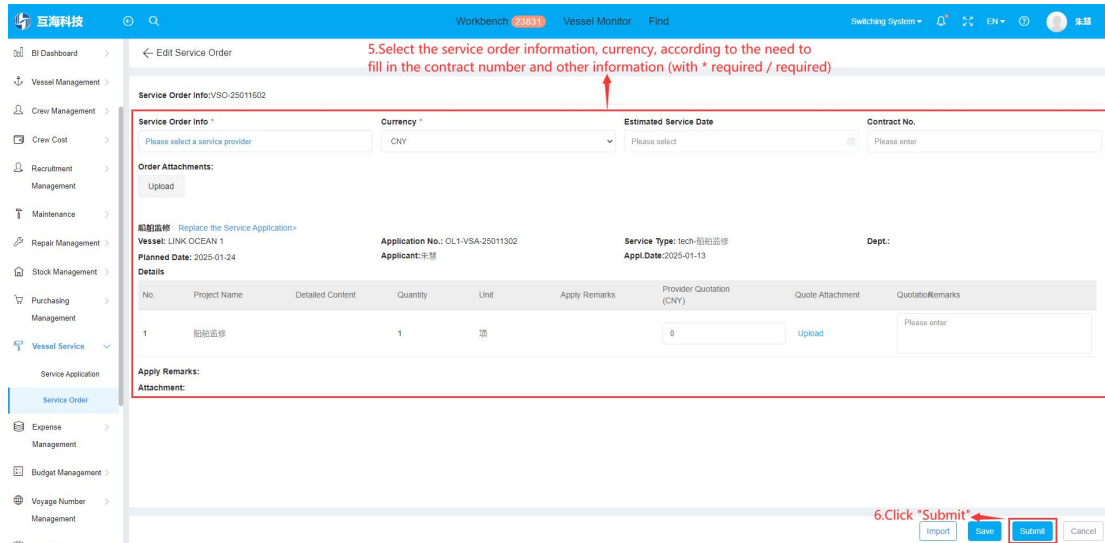 互海科技
Workbench 23831 Vessel Monitor Find
Switching System EN 朱慧
BI Dashboard
Vessel Management
Crew Management
Crew Cost
Recruitment
Management
Maintenance
Repair Management
Stock Management
Purchasing
Management
Vessel Service
Service Application
Service Order
Expense
Management
Budget Management
Voyage Number
Management
← Edit Service Order
5.Select the service order information, currency, according to the need to
fill in the contract number and other information (with * required / required)
Service Order Info:VSO-25011602
Service Order Info * Currency * Estimated Service Date Contract No.
Please select a service provider CNY Please select Please enter
Order Attachments:
Upload
船舶监修 Replace the Service Application>
Vessel: LINK OCEAN 1 Application No.: OL1-VSA-25011302 Service Type: tech-船舶监修 Dept.:
Planned Date: 2025-01-24 Applicant:朱慧 Appl.Date:2025-01-13
Details
No. Project Name Detailed Content Quantity Unit Apply Remarks Provider Quotation Quote Attachment QuotationRemarks
(CNY)
1 船舶监修 1 项 0 Upload Please enter
Apply Remarks:
Attachment:
6.Click "Submit"
Import Save Submit Cancel